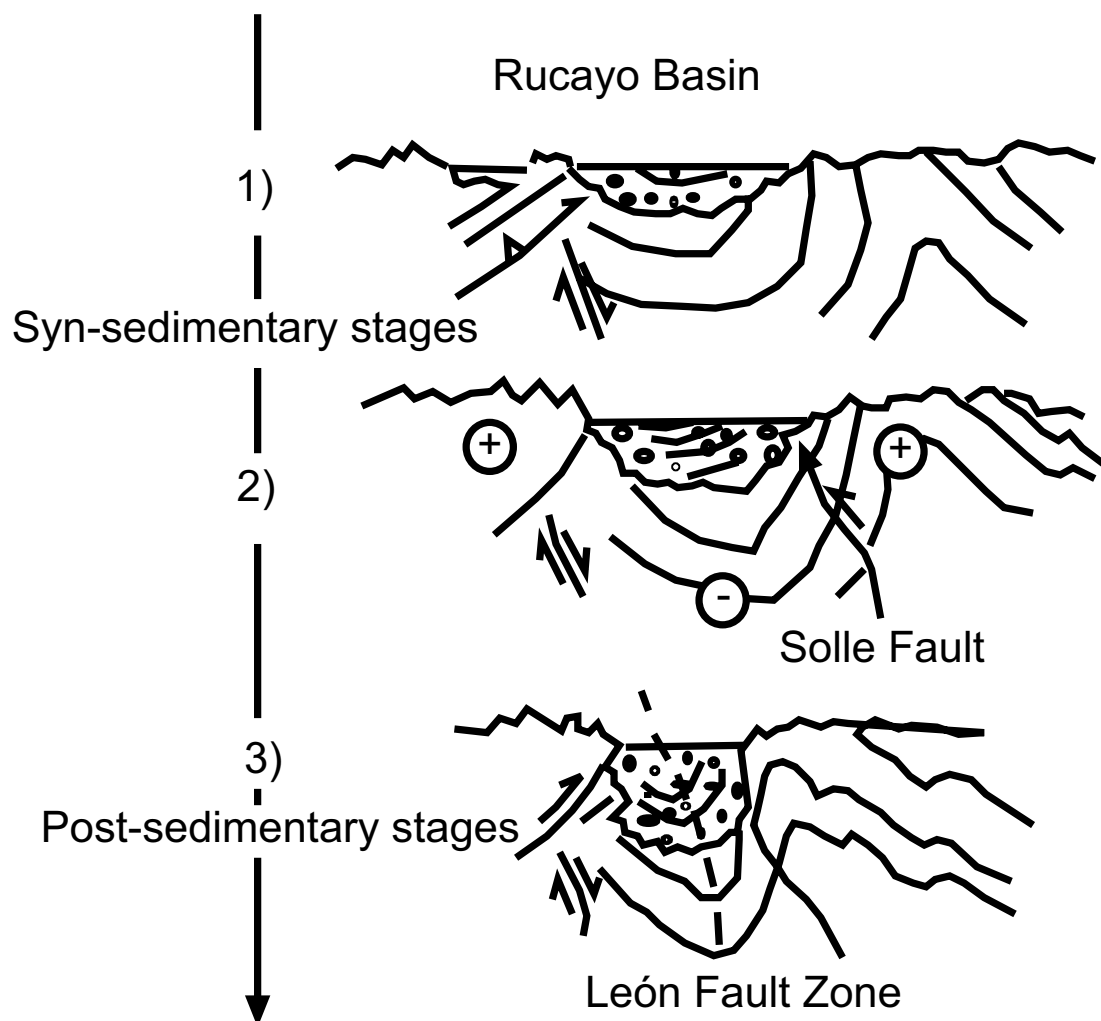 Rucayo Basin
1)
Syn-sedimentary stages
2)
+
+
-
Solle Fault
3)
Post-sedimentary stages
León Fault Zone